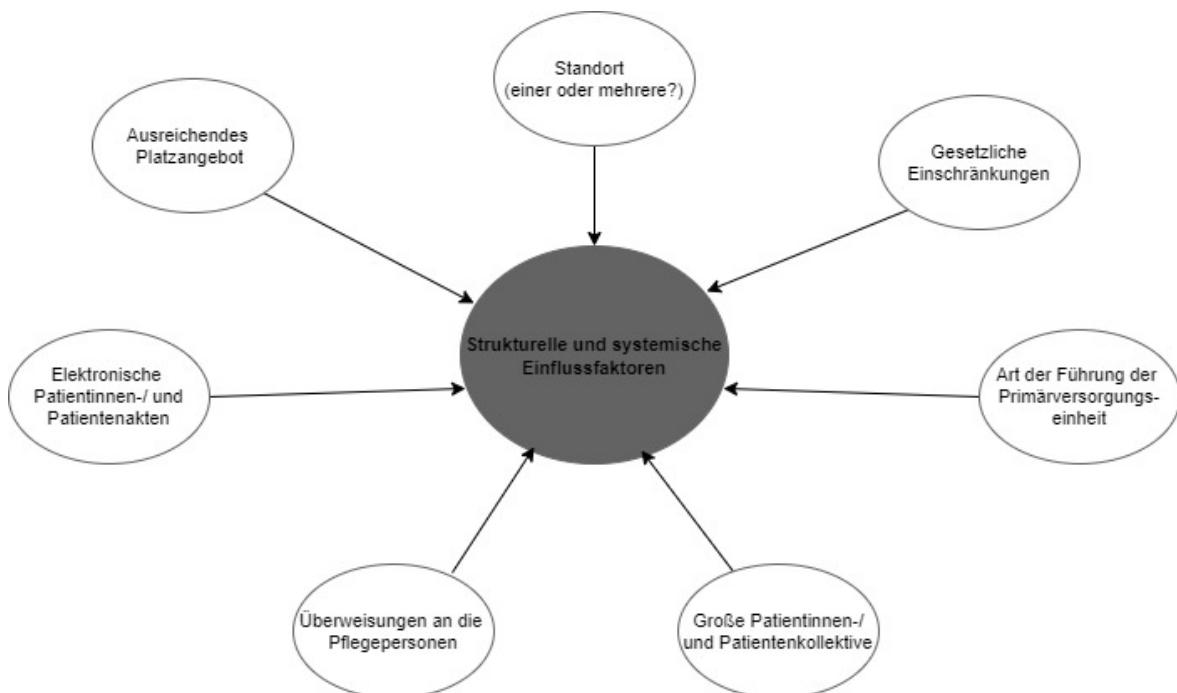 Standort
(einer oder mehrere?)
Ausreichendes
Platzangebot
Gesetzliche
Einschränkungen
Strukturelle und systemische
Einflussfaktoren
Elektronische
Patientinnen-/ und
Patientenakten
Art der Führung der
Primärversorgungs-
einheit
Überweisungen an die
Pflegepersonen
Große Patientinnen-/
und Patientenkollektive